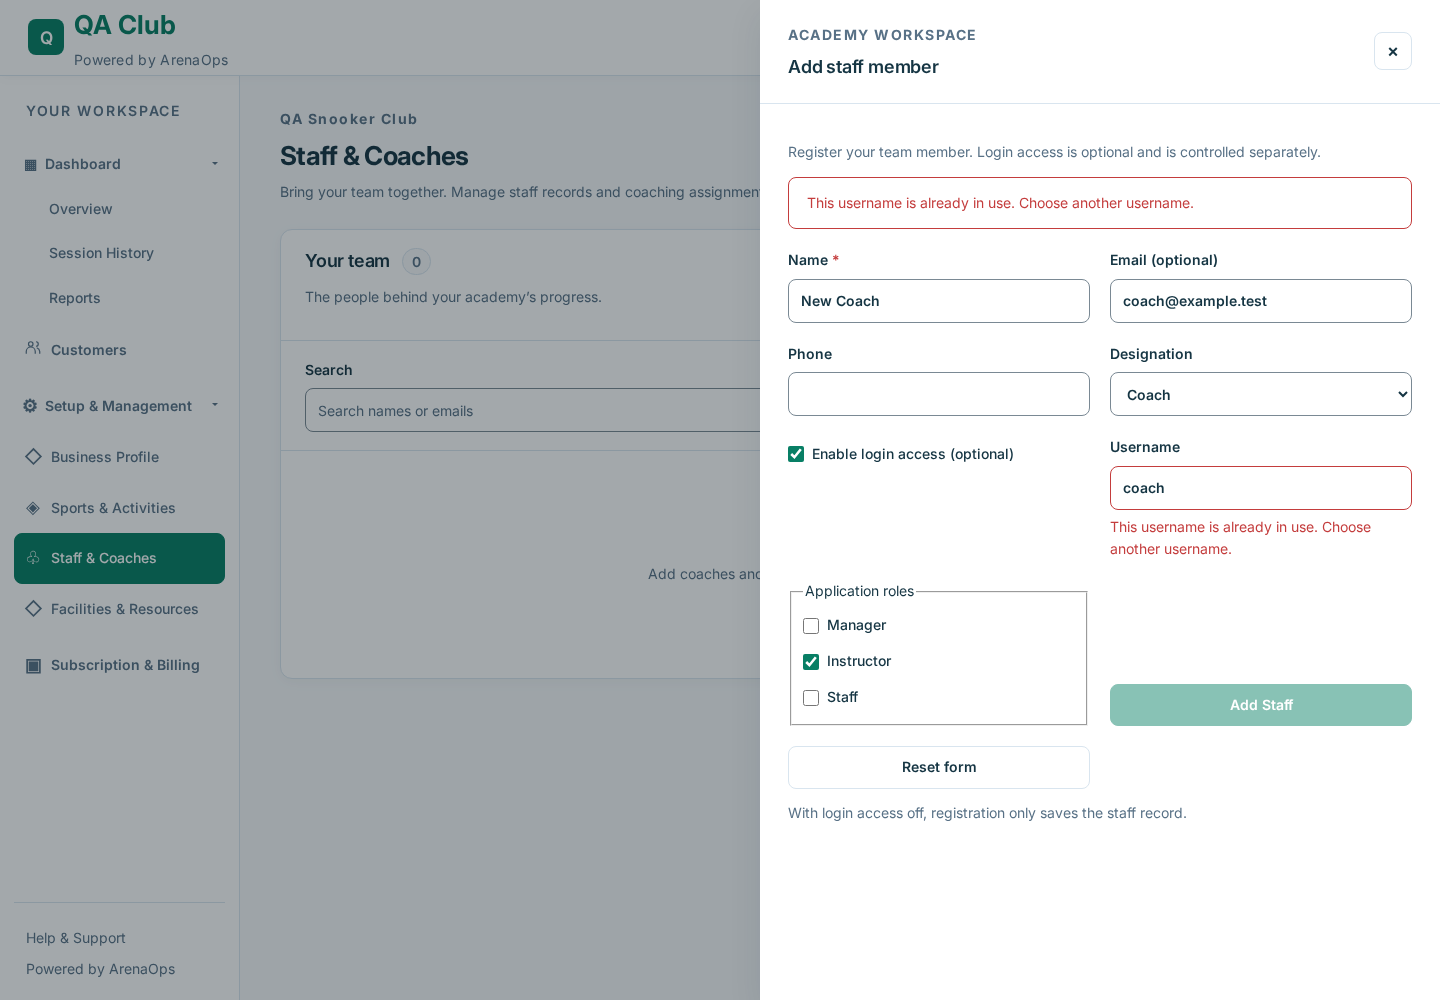 Q
QA Club
Powered by ArenaOps
YOUR WORKSPACE
Dashboard
Overview
Session History
Reports
Customers
Setup & Management
Business Profile
Sports & Activities
Staff & Coaches
Facilities & Resources
Subscription & Billing
Help & Support
Powered by ArenaOps
QA Snooker Club
Staff & Coaches
Bring your team together. Manage staff records and coaching
Your team 0
The people behind your academy’s progress.
Search
Search names or emails
Add coaches
ACADEMY WORKSPACE
Add staff member
×
Register your team member. Login access is optional and is controlled separately.
This username is already in use. Choose another username.
Name *
New Coach
Email (optional)
coach@example.test
Phone
Designation
Coach
Enable login access (optional)
Username
coach
This username is already in use. Choose
another username.
Application roles
Manager
Instructor
Staff
Add Staff
Reset form
With login access off, registration only saves the staff record.